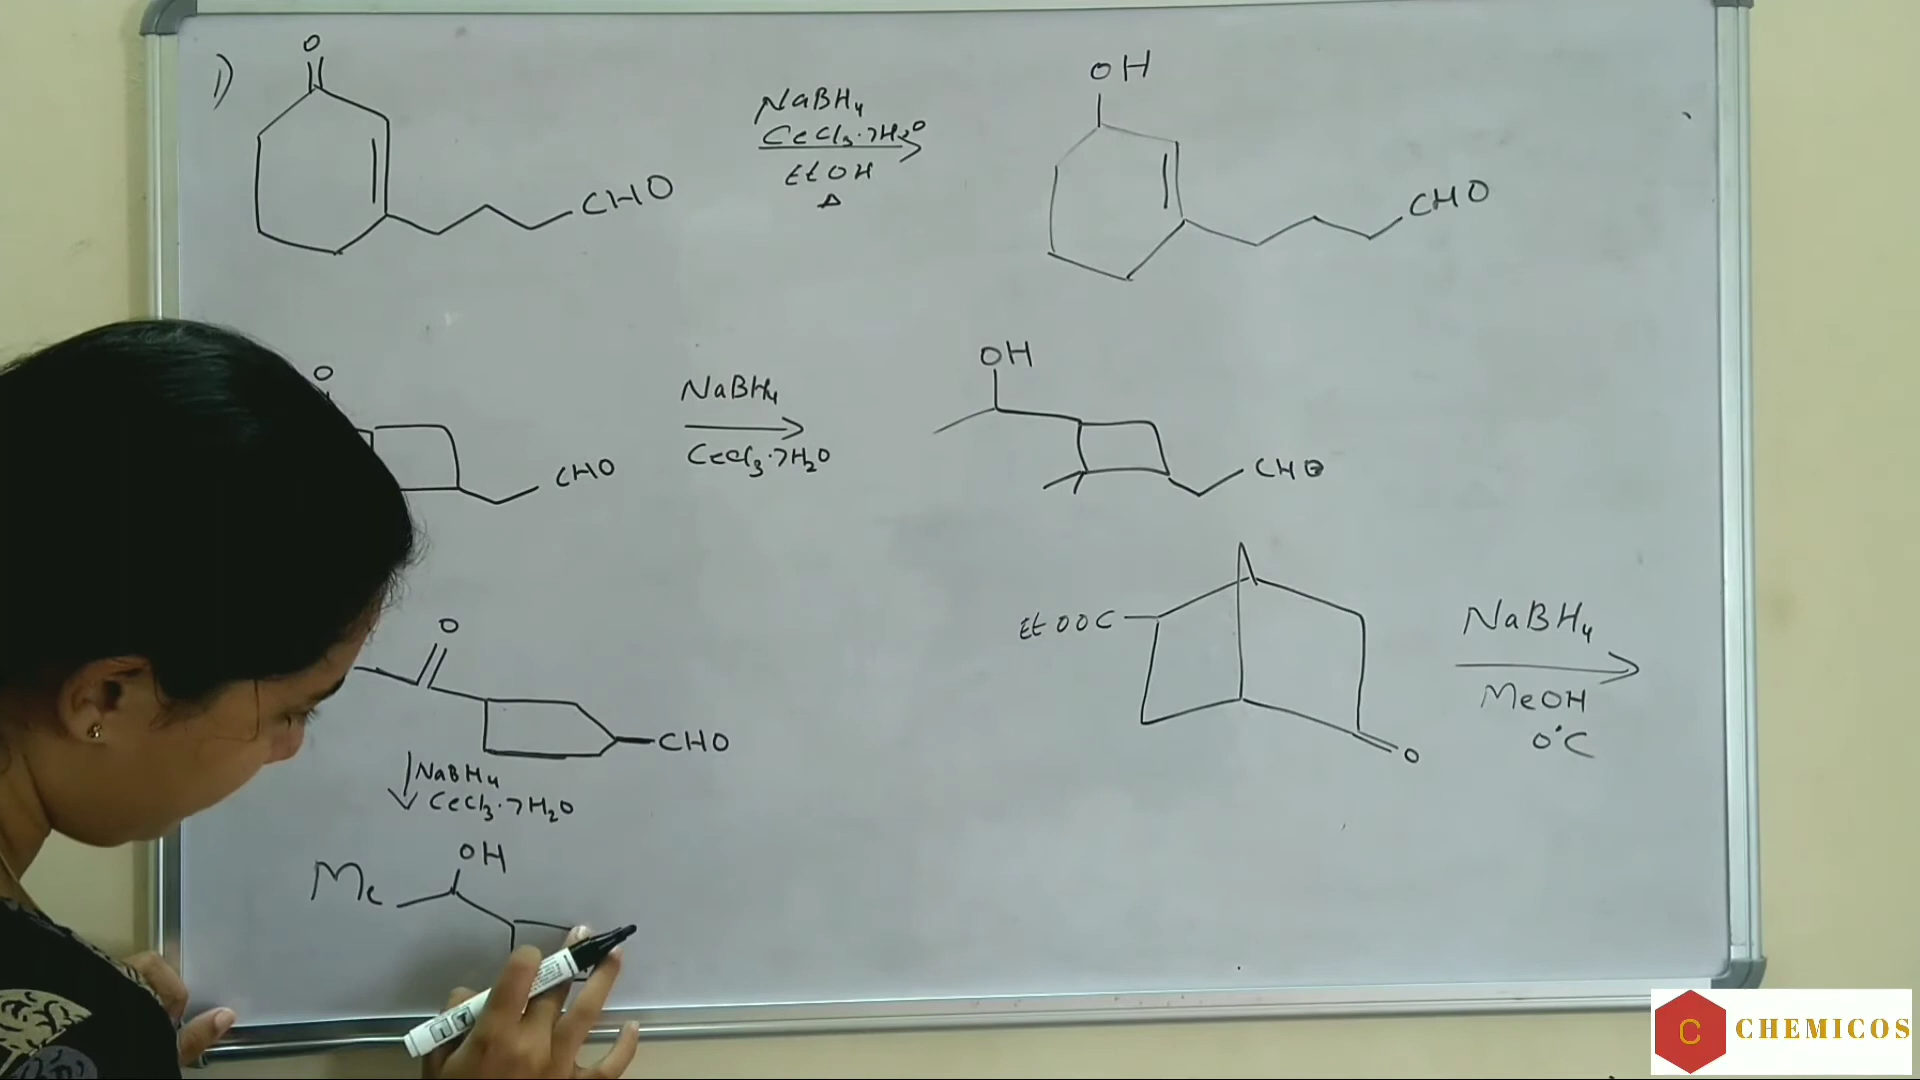 1)
O
CHO
NaBH4
CeCl3·7H2O
EtOH
Δ
OH
CHO
O
CHO
NaBH4
CeCl3·7H2O
OH
CHO
O
CHO
NaBH4
CeCl3·7H2O
OH
Me
EtOOC
O
NaBH4
MeOH
0°C
C CHEMICOS